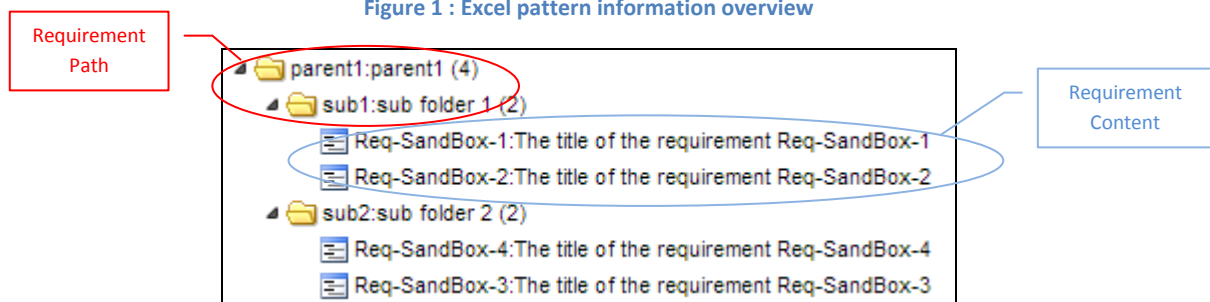 Figure 1 : Excel pattern information overview
Requirement
Path
parent1:parent1 (4)
sub1:sub folder 1 (2)
Requirement
Content
Req-SandBox-1:The title of the requirement Req-SandBox-1
Req-SandBox-2:The title of the requirement Req-SandBox-2
sub2:sub folder 2 (2)
Req-SandBox-4:The title of the requirement Req-SandBox-4
Req-SandBox-3:The title of the requirement Req-SandBox-3